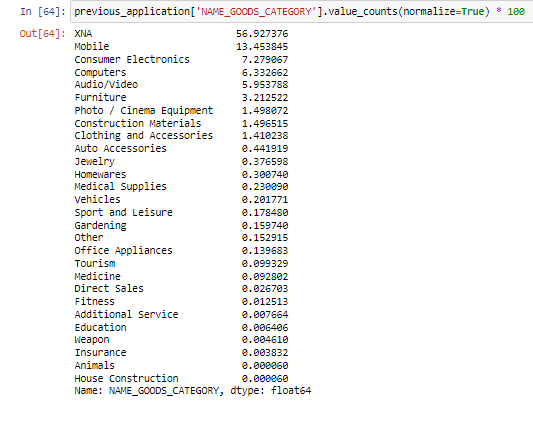 In [64]: previous_application['NAME_GOODS_CATEGORY'].value_counts(normalize=True) * 100
Out[64]: XNA 56.927376
Mobile 13.453845
Consumer Electronics 7.279067
Computers 6.332662
Audio/Video 5.953788
Furniture 3.212522
Photo / Cinema Equipment 1.498072
Construction Materials 1.496515
Clothing and Accessories 1.410238
Auto Accessories 0.441919
Jewelry 0.376598
Homewares 0.300740
Medical Supplies 0.230090
Vehicles 0.201771
Sport and Leisure 0.178480
Gardening 0.159740
Other 0.152915
Office Appliances 0.139683
Tourism 0.099329
Medicine 0.092802
Direct Sales 0.026703
Fitness 0.012513
Additional Service 0.007664
Education 0.006406
Weapon 0.004610
Insurance 0.003832
Animals 0.000060
House Construction 0.000060
Name: NAME_GOODS_CATEGORY, dtype: float64